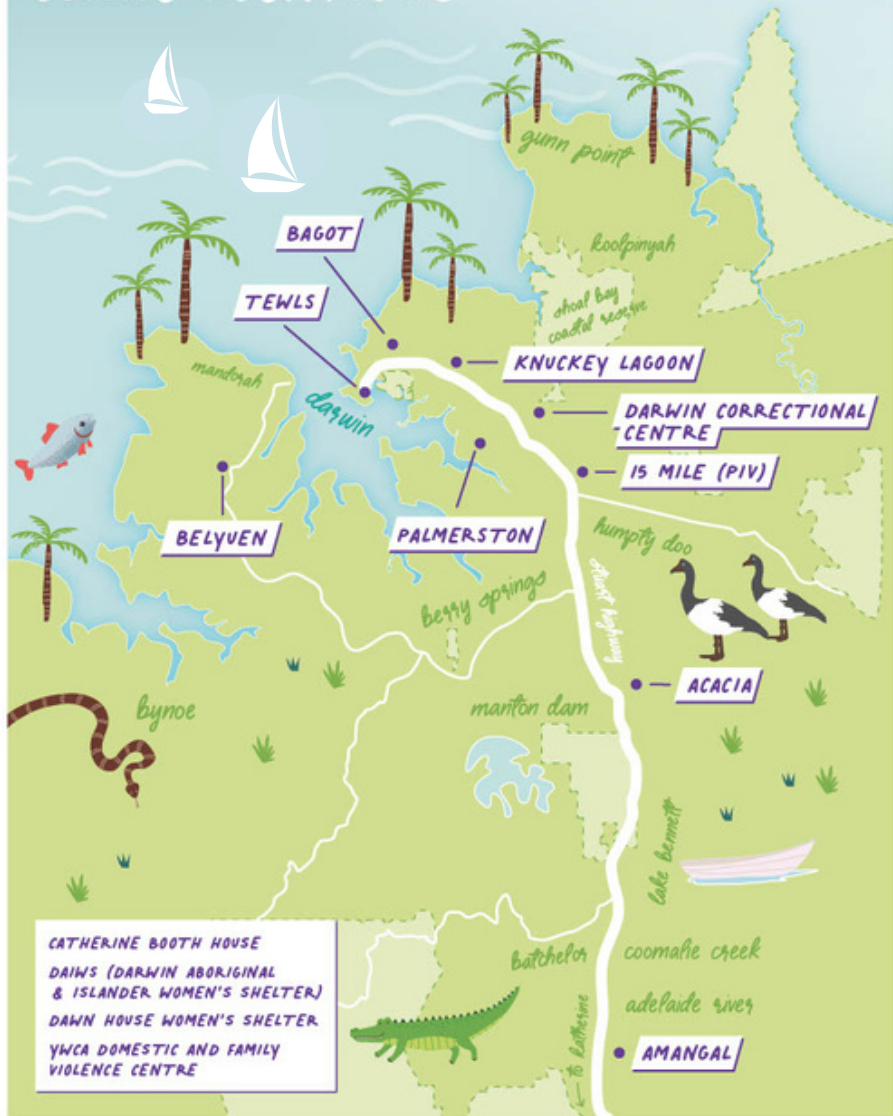 gunn point
koolpinyah
BAGOT
shoal bay
coastal reserve
TEWLS
mandorah
KNUCKEY LAGOON
darwin
DARWIN CORRECTIONAL
CENTRE
15 MILE (PIV)
BELYUEN
PALMERSTON
humpty doo
berry springs
ACACIA
bynoe
manton dam
lake bennett
CATHERINE BOOTH HOUSE
DAIWS (DARWIN ABORIGINAL
& ISLANDER WOMEN'S SHELTER)
DAWN HOUSE WOMEN'S SHELTER
YWCA DOMESTIC AND FAMILY
VIOLENCE CENTRE
batchelor
coomalie creek
adelaide river
to katherine
AMANGAL